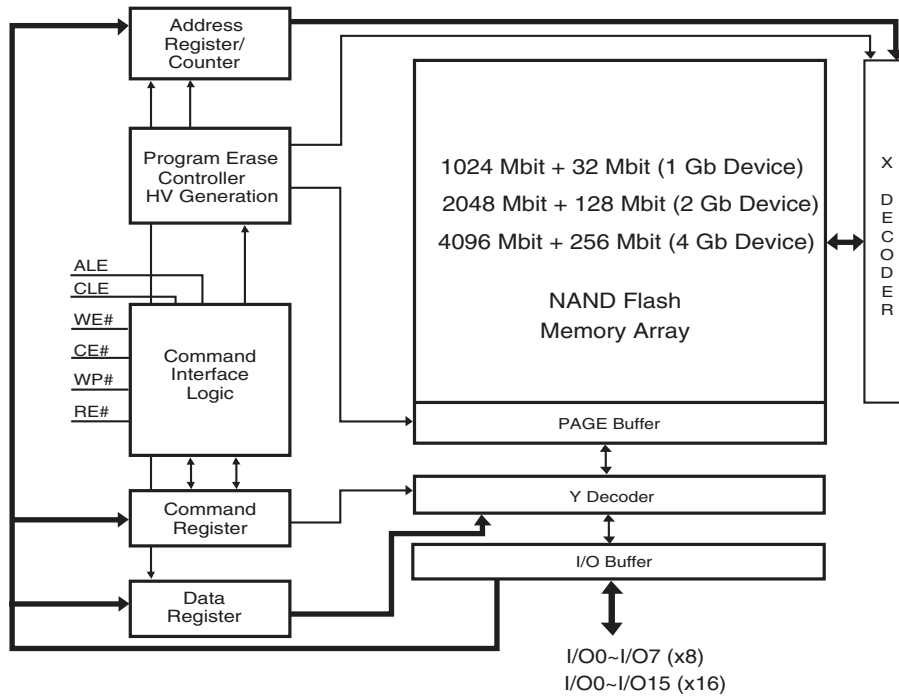 Address
Register/
Counter
Program Erase
Controller
HV Generation
ALE
CLE
WE#
CE#
WP#
RE#
Command
Interface
Logic
Command
Register
Data
Register
1024 Mbit + 32 Mbit (1 Gb Device)
2048 Mbit + 128 Mbit (2 Gb Device)
4096 Mbit + 256 Mbit (4 Gb Device)
NAND Flash
Memory Array
PAGE Buffer
Y Decoder
I/O Buffer
I/O0~I/O7 (x8)
I/O0~I/O15 (x16)
X
DECODER